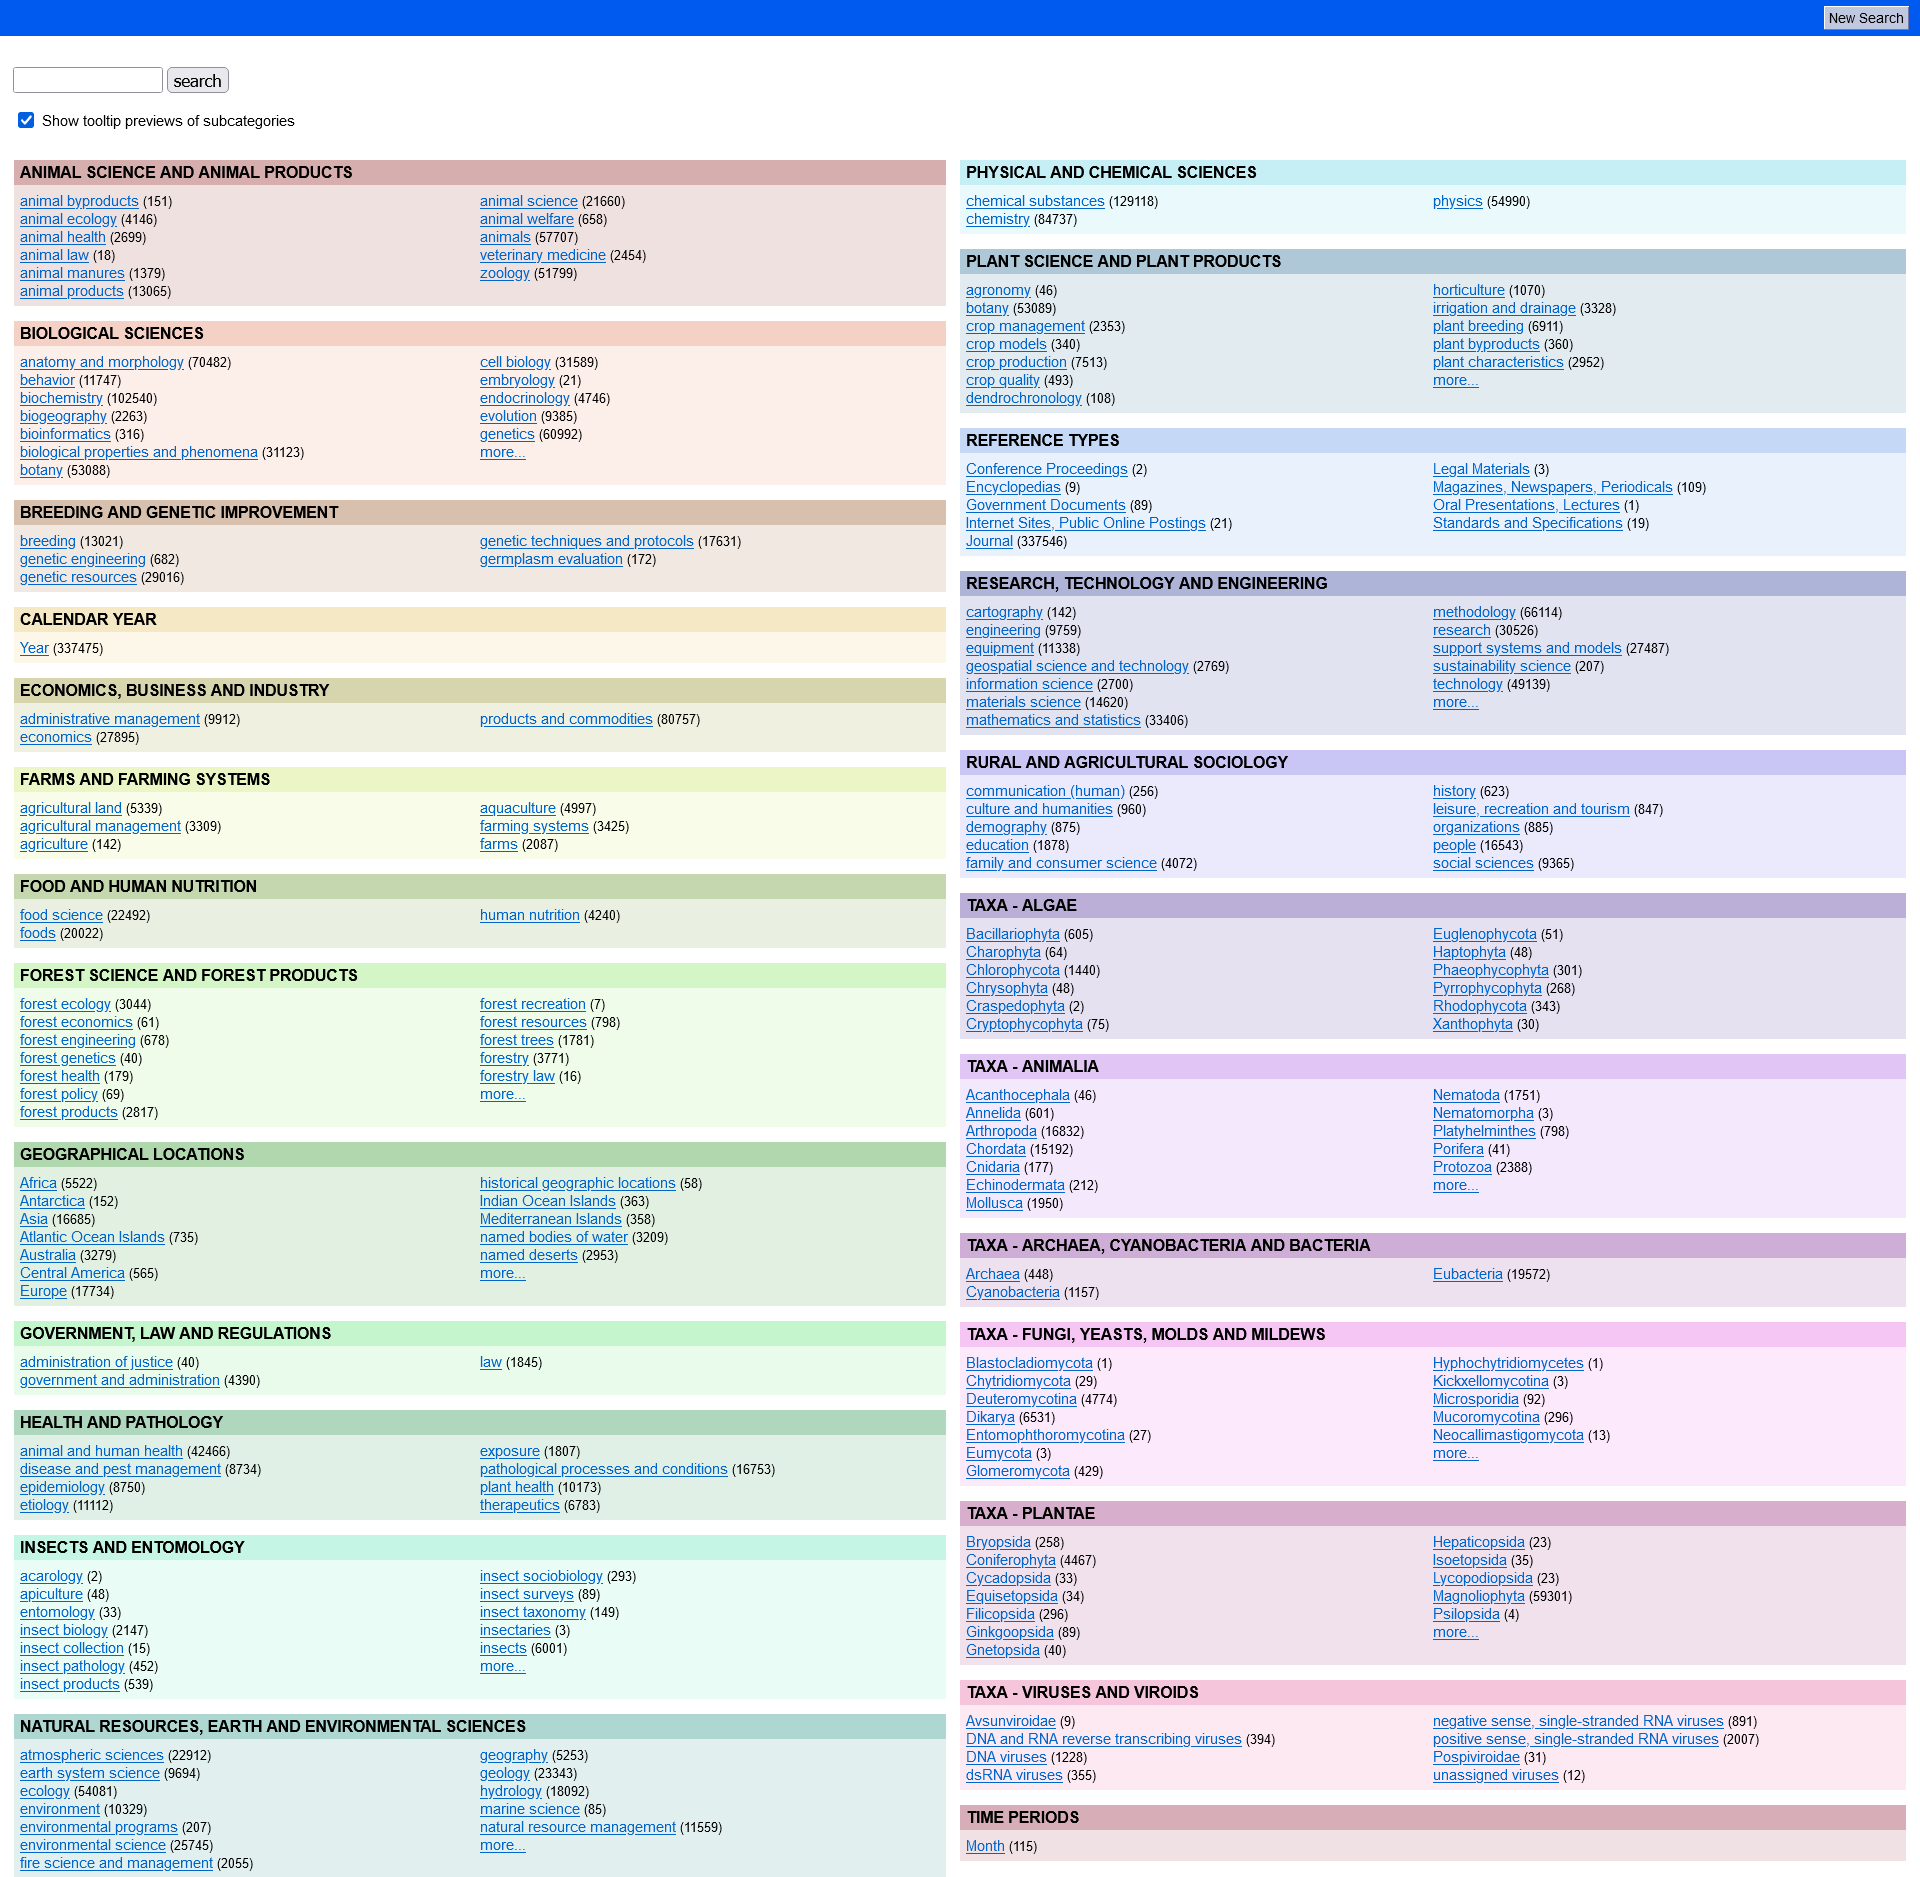 New Search
search
Show tooltip previews of subcategories
ANIMAL SCIENCE AND ANIMAL PRODUCTS
animal byproducts (151)
animal ecology (4146)
animal health (2699)
animal law (18)
animal manures (1379)
animal products (13065)
animal science (21660)
animal welfare (658)
animals (57707)
veterinary medicine (2454)
zoology (51799)
BIOLOGICAL SCIENCES
anatomy and morphology (70482)
behavior (11747)
biochemistry (102540)
biogeography (2263)
bioinformatics (316)
biological properties and phenomena (31123)
botany (53088)
cell biology (31589)
embryology (21)
endocrinology (4746)
evolution (9385)
genetics (60992)
more...
BREEDING AND GENETIC IMPROVEMENT
breeding (13021)
genetic engineering (682)
genetic resources (29016)
genetic techniques and protocols (17631)
germplasm evaluation (172)
CALENDAR YEAR
Year (337475)
ECONOMICS, BUSINESS AND INDUSTRY
administrative management (9912)
economics (27895)
products and commodities (80757)
FARMS AND FARMING SYSTEMS
agricultural land (5339)
agricultural management (3309)
agriculture (142)
aquaculture (4997)
farming systems (3425)
farms (2087)
FOOD AND HUMAN NUTRITION
food science (22492)
foods (20022)
human nutrition (4240)
FOREST SCIENCE AND FOREST PRODUCTS
forest ecology (3044)
forest economics (61)
forest engineering (678)
forest genetics (40)
forest health (179)
forest policy (69)
forest products (2817)
forest recreation (7)
forest resources (798)
forest trees (1781)
forestry (3771)
forestry law (16)
more...
GEOGRAPHICAL LOCATIONS
Africa (5522)
Antarctica (152)
Asia (16685)
Atlantic Ocean Islands (735)
Australia (3279)
Central America (565)
Europe (17734)
historical geographic locations (58)
Indian Ocean Islands (363)
Mediterranean Islands (358)
named bodies of water (3209)
named deserts (2953)
more...
GOVERNMENT, LAW AND REGULATIONS
administration of justice (40)
government and administration (4390)
law (1845)
HEALTH AND PATHOLOGY
animal and human health (42466)
disease and pest management (8734)
epidemiology (8750)
etiology (11112)
exposure (1807)
pathological processes and conditions (16753)
plant health (10173)
therapeutics (6783)
INSECTS AND ENTOMOLOGY
acarology (2)
apiculture (48)
entomology (33)
insect biology (2147)
insect collection (15)
insect pathology (452)
insect products (539)
insect sociobiology (293)
insect surveys (89)
insect taxonomy (149)
insectaries (3)
insects (6001)
more...
NATURAL RESOURCES, EARTH AND ENVIRONMENTAL SCIENCES
atmospheric sciences (22912)
earth system science (9694)
ecology (54081)
environment (10329)
environmental programs (207)
environmental science (25745)
fire science and management (2055)
geography (5253)
geology (23343)
hydrology (18092)
marine science (85)
natural resource management (11559)
more...
PHYSICAL AND CHEMICAL SCIENCES
chemical substances (129118)
chemistry (84737)
physics (54990)
PLANT SCIENCE AND PLANT PRODUCTS
agronomy (46)
botany (53089)
crop management (2353)
crop models (340)
crop production (7513)
crop quality (493)
dendrochronology (108)
horticulture (1070)
irrigation and drainage (3328)
plant breeding (6911)
plant byproducts (360)
plant characteristics (2952)
more...
REFERENCE TYPES
Conference Proceedings (2)
Encyclopedias (9)
Government Documents (89)
Internet Sites, Public Online Postings (21)
Journal (337546)
Legal Materials (3)
Magazines, Newspapers, Periodicals (109)
Oral Presentations, Lectures (1)
Standards and Specifications (19)
RESEARCH, TECHNOLOGY AND ENGINEERING
cartography (142)
engineering (9759)
equipment (11338)
geospatial science and technology (2769)
information science (2700)
materials science (14620)
mathematics and statistics (33406)
methodology (66114)
research (30526)
support systems and models (27487)
sustainability science (207)
technology (49139)
more...
RURAL AND AGRICULTURAL SOCIOLOGY
communication (human) (256)
culture and humanities (960)
demography (875)
education (1878)
family and consumer science (4072)
history (623)
leisure, recreation and tourism (847)
organizations (885)
people (16543)
social sciences (9365)
TAXA - ALGAE
Bacillariophyta (605)
Charophyta (64)
Chlorophycota (1440)
Chrysophyta (48)
Craspedophyta (2)
Cryptophycophyta (75)
Euglenophycota (51)
Haptophyta (48)
Phaeophycophyta (301)
Pyrrophycophyta (268)
Rhodophycota (343)
Xanthophyta (30)
TAXA - ANIMALIA
Acanthocephala (46)
Annelida (601)
Arthropoda (16832)
Chordata (15192)
Cnidaria (177)
Echinodermata (212)
Mollusca (1950)
Nematoda (1751)
Nematomorpha (3)
Platyhelminthes (798)
Porifera (41)
Protozoa (2388)
more...
TAXA - ARCHAEA, CYANOBACTERIA AND BACTERIA
Archaea (448)
Cyanobacteria (1157)
Eubacteria (19572)
TAXA - FUNGI, YEASTS, MOLDS AND MILDEWS
Blastocladiomycota (1)
Chytridiomycota (29)
Deuteromycotina (4774)
Dikarya (6531)
Entomophthoromycotina (27)
Eumycota (3)
Glomeromycota (429)
Hyphochytridiomycetes (1)
Kickxellomycotina (3)
Microsporidia (92)
Mucoromycotina (296)
Neocallimastigomycota (13)
more...
TAXA - PLANTAE
Bryopsida (258)
Coniferophyta (4467)
Cycadopsida (33)
Equisetopsida (34)
Filicopsida (296)
Ginkgoopsida (89)
Gnetopsida (40)
Hepaticopsida (23)
Isoetopsida (35)
Lycopodiopsida (23)
Magnoliophyta (59301)
Psilopsida (4)
more...
TAXA - VIRUSES AND VIROIDS
Avsunviroidae (9)
DNA and RNA reverse transcribing viruses (394)
DNA viruses (1228)
dsRNA viruses (355)
negative sense, single-stranded RNA viruses (891)
positive sense, single-stranded RNA viruses (2007)
Pospiviroidae (31)
unassigned viruses (12)
TIME PERIODS
Month (115)